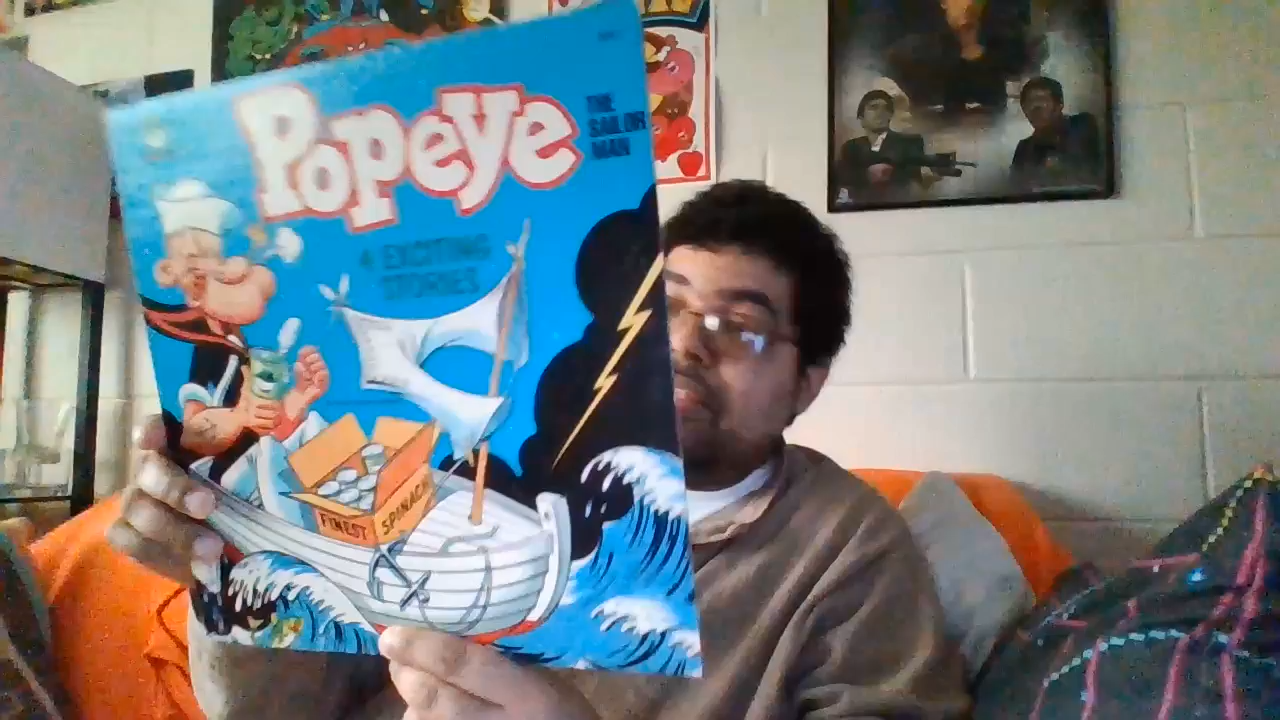 Popeye
THE
SAILOR
MAN
4 EXCITING
STORIES
FINEST SPINACH